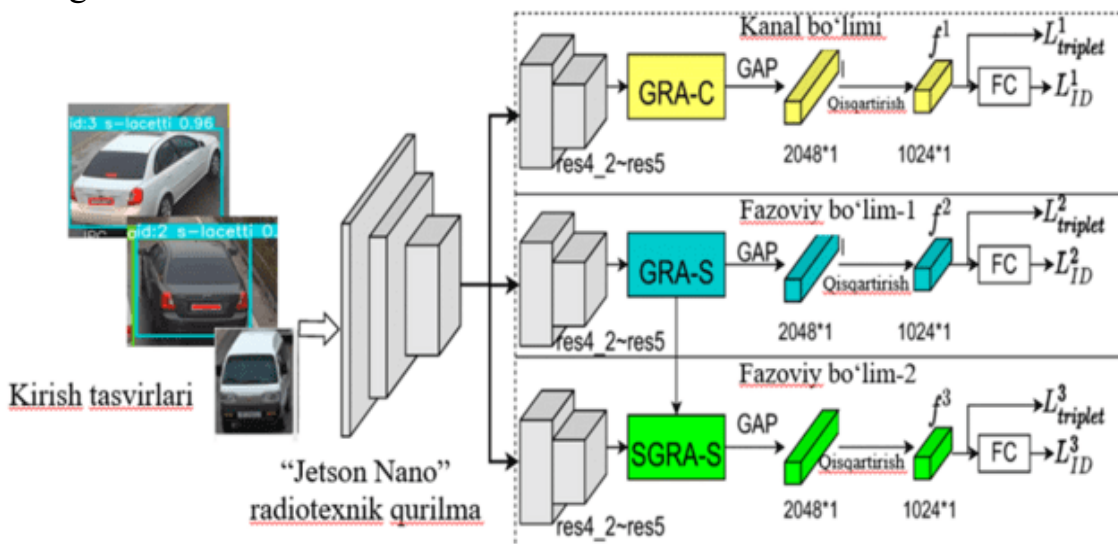 id:3 s-lacetti 0.96
id:2 s-lacetti 0.
Kirish tasvirlari
“Jetson Nano”
radiotexnik qurilma
Kanal bo‘limi
res4_2~res5
GRA-C
GAP
2048*1
Qisqartirish
f¹
1024*1
FC
L¹triplet
L¹ID
Fazoviy bo‘lim-1
res4_2~res5
GRA-S
GAP
2048*1
Qisqartirish
f²
1024*1
FC
L²triplet
L²ID
Fazoviy bo‘lim-2
res4_2~res5
SGRA-S
GAP
2048*1
Qisqartirish
f³
1024*1
FC
L³triplet
L³ID